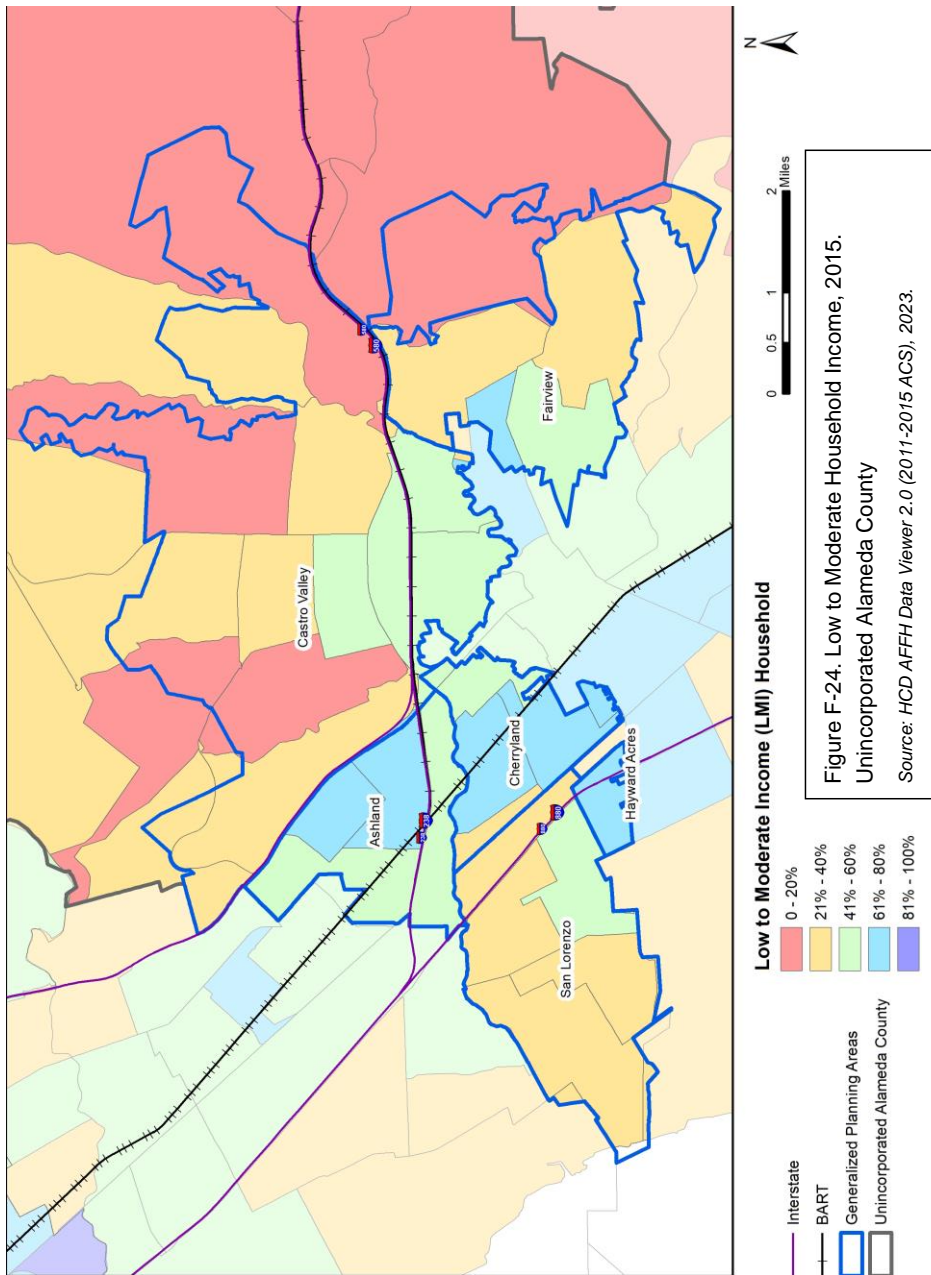 Castro Valley
Ashland
Cherryland
Fairview
San Lorenzo
Hayward Acres
580
N
0 0.5 1 2
Miles
Low to Moderate Income (LMI) Household
Interstate
BART
Generalized Planning Areas
Unincorporated Alameda County
0 - 20%
21% - 40%
41% - 60%
61% - 80%
81% - 100%
Figure F-24. Low to Moderate Household Income, 2015.
Unincorporated Alameda County
Source: HCD AFFH Data Viewer 2.0 (2011-2015 ACS), 2023.